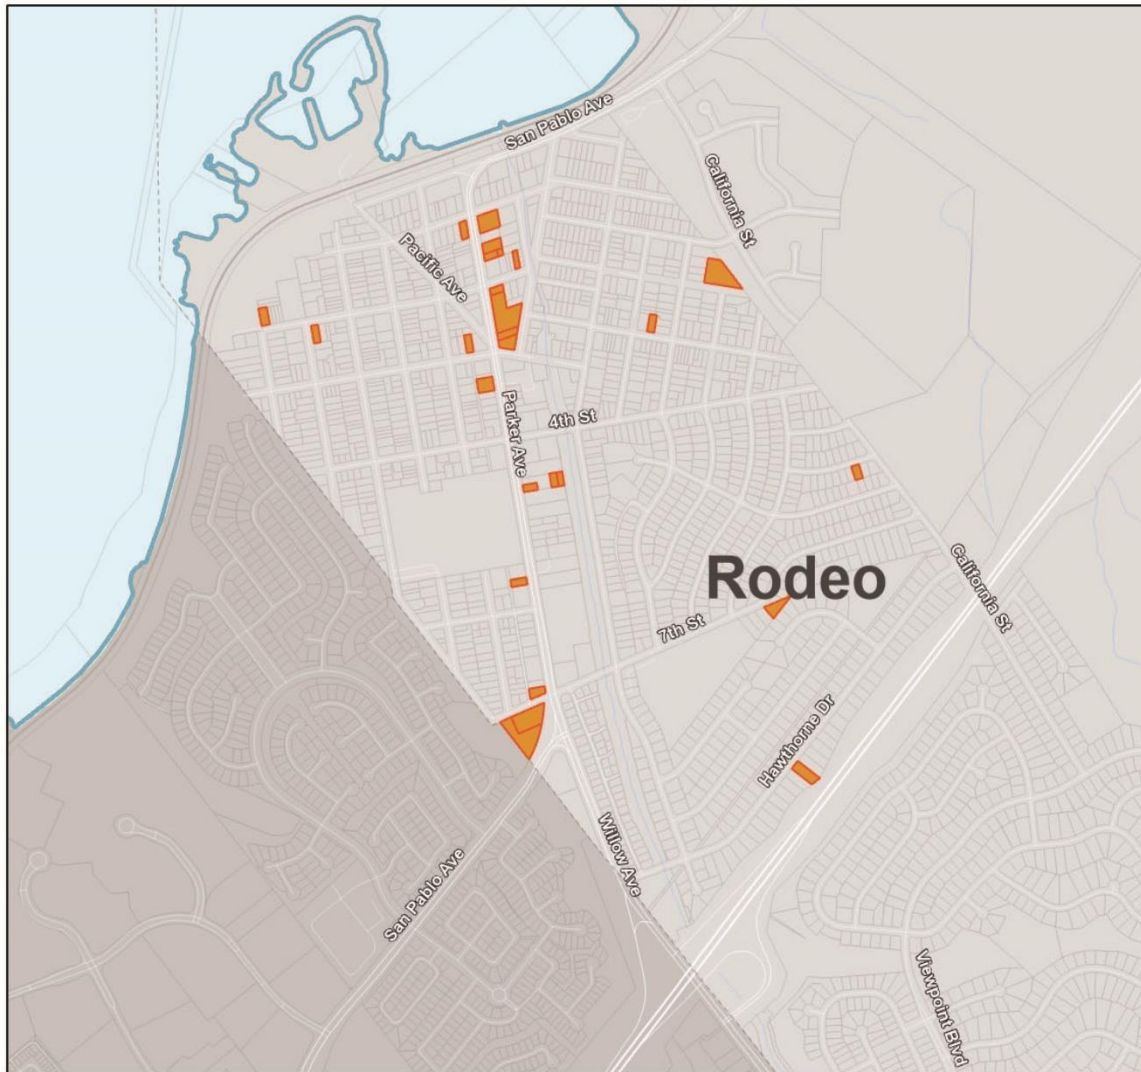 San Pablo Ave
California St
Pacific Ave
Parker Ave
4th St
Rodeo
California St
7th St
Hawthorne Dr
Willow Ave
San Pablo Ave
Viewpoint Blvd